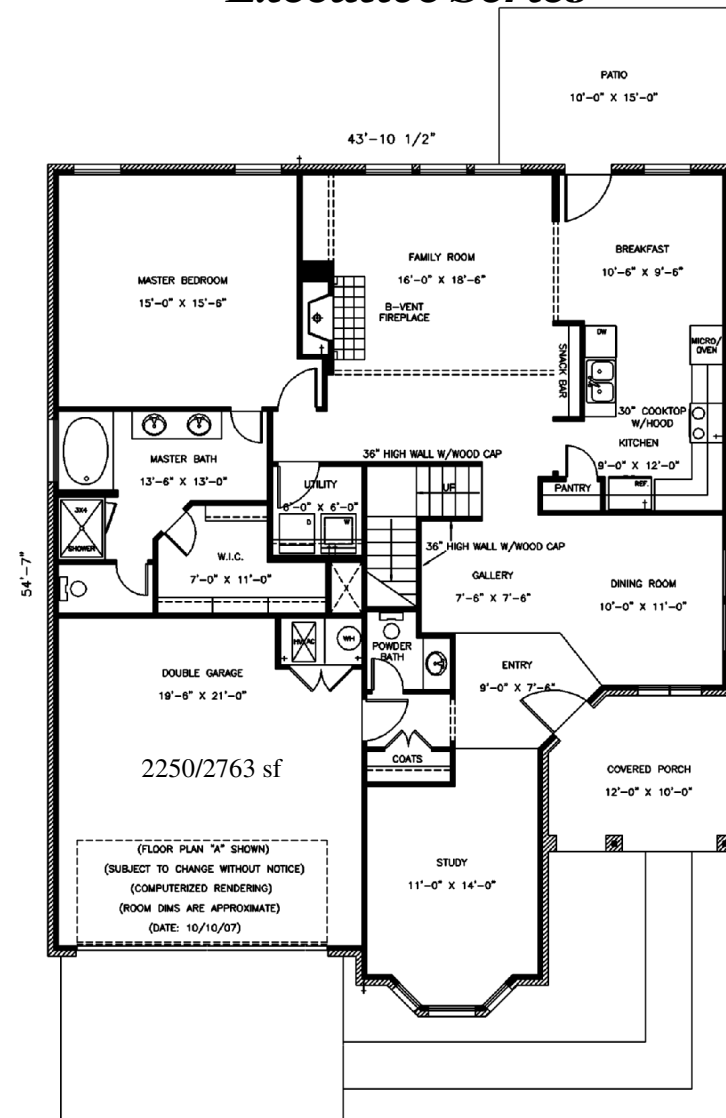 PATIO
10'-0" X 15'-0"
43'-10 1/2"
FAMILY ROOM
16'-0" X 18'-6"
BREAKFAST
10'-6" X 9'-6"
MASTER BEDROOM
15'-0" X 15'-6"
B-VENT
FIREPLACE
DW
MICRO/
OVEN
SNACK BAR
30" COOKTOP
W/HOOD
KITCHEN
9'-0" X 12'-0"
MASTER BATH
13'-6" X 13'-0"
36" HIGH WALL W/WOOD CAP
UTILITY
6'-0" X 6'-0"
UP
PANTRY
REF.
3X4
SHOWER
D
W
54'-7"
W.I.C.
7'-0" X 11'-0"
36" HIGH WALL W/WOOD CAP
GALLERY
7'-6" X 7'-6"
DINING ROOM
10'-0" X 11'-0"
X
HVAC
WH
POWDER
BATH
ENTRY
9'-0" X 7'-6"
DOUBLE GARAGE
19'-6" X 21'-0"
2250/2763 sf
COATS
COVERED PORCH
12'-0" X 10'-0"
(FLOOR PLAN "A" SHOWN)
(SUBJECT TO CHANGE WITHOUT NOTICE)
(COMPUTERIZED RENDERING)
(ROOM DIMS ARE APPROXIMATE)
(DATE: 10/10/07)
STUDY
11'-0" X 14'-0"